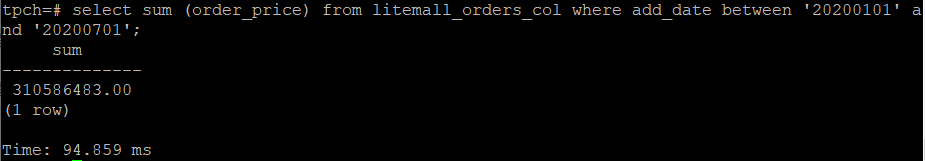 tpch=# select sum (order_price) from litemall_orders_col where add_date between '20200101' a
nd '20200701';
sum
--------------
310586483.00
(1 row)
Time: 94.859 ms